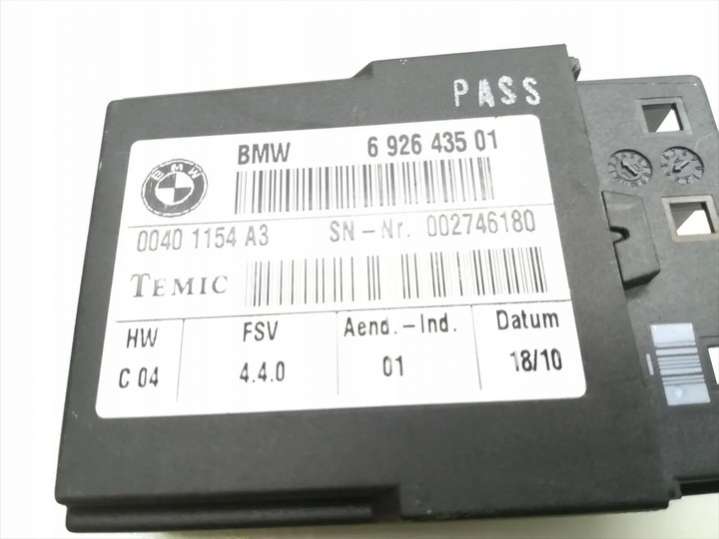 PASS
BMW 6 926 435 01
BMW
0040 1154 A3 SN-Nr. 002746180
TEMIC
HW FSV Aend.-Ind. Datum
C 04 4.4.0 01 18/10